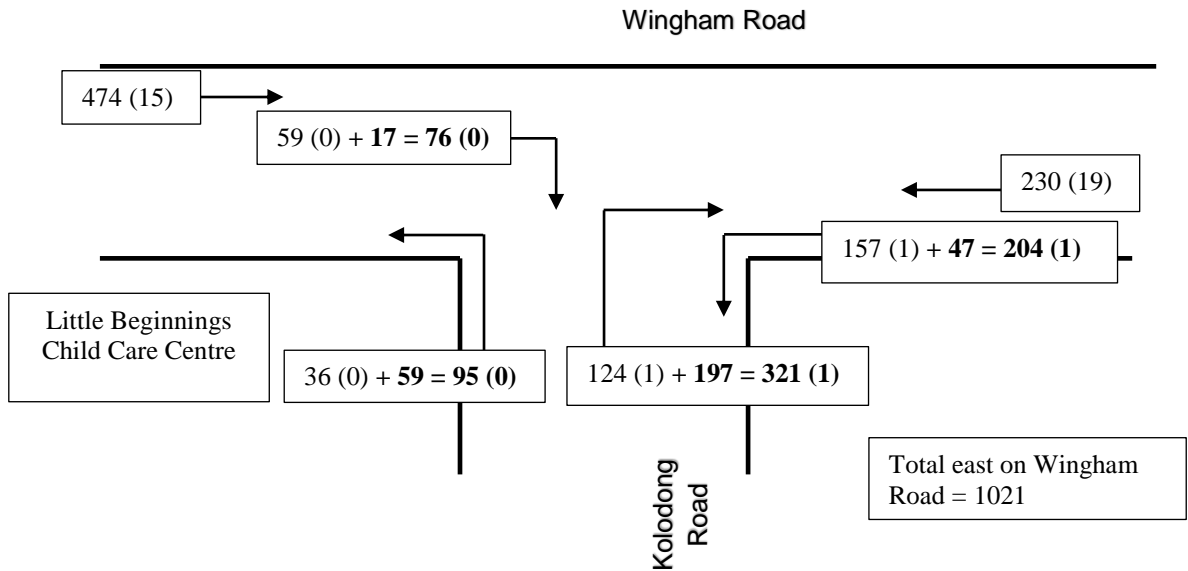 Wingham Road
474 (15)
59 (0) + 17 = 76 (0)
230 (19)
157 (1) + 47 = 204 (1)
Little Beginnings
Child Care Centre
36 (0) + 59 = 95 (0)
124 (1) + 197 = 321 (1)
Total east on Wingham
Road = 1021
Kolodong
Road